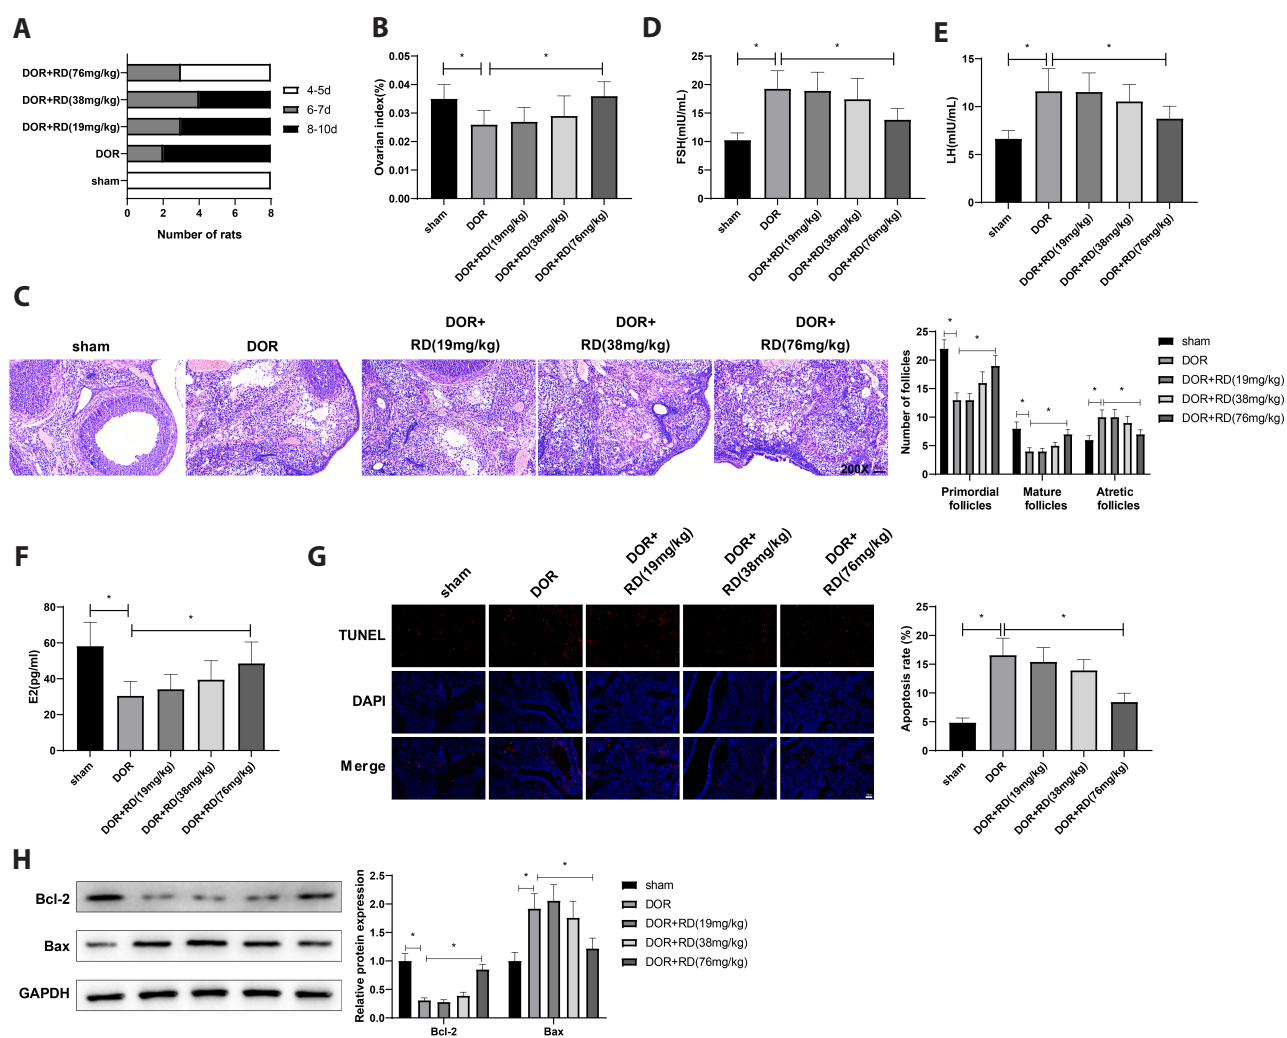 A
DOR+RD(76mg/kg)
DOR+RD(38mg/kg)
DOR+RD(19mg/kg)
DOR
sham
0 2 4 6 8
Number of rats
4-5d
6-7d
8-10d
B
Ovarian index(%)
0.05
0.04
0.03
0.02
0.01
0.00
* *
sham
DOR
DOR+RD(19mg/kg)
DOR+RD(38mg/kg)
DOR+RD(76mg/kg)
D
FSH(mIU/mL)
25
20
15
10
5
0
* *
sham
DOR
DOR+RD(19mg/kg)
DOR+RD(38mg/kg)
DOR+RD(76mg/kg)
E
LH(mIU/mL)
15
10
5
0
* *
sham
DOR
DOR+RD(19mg/kg)
DOR+RD(38mg/kg)
DOR+RD(76mg/kg)
C
sham
DOR
DOR+
RD(19mg/kg)
DOR+
RD(38mg/kg)
DOR+
RD(76mg/kg)
200X
Number of follicles
25
20
15
10
5
0
* *
* *
* *
Primordial
follicles
Mature
follicles
Atretic
follicles
sham
DOR
DOR+RD(19mg/kg)
DOR+RD(38mg/kg)
DOR+RD(76mg/kg)
F
E2(pg/ml)
80
60
40
20
0
* *
sham
DOR
DOR+RD(19mg/kg)
DOR+RD(38mg/kg)
DOR+RD(76mg/kg)
G
sham
DOR
DOR+
RD(19mg/kg)
DOR+
RD(38mg/kg)
DOR+
RD(76mg/kg)
TUNEL
DAPI
Merge
Apoptosis rate (%)
25
20
15
10
5
0
* *
sham
DOR
DOR+RD(19mg/kg)
DOR+RD(38mg/kg)
DOR+RD(76mg/kg)
H
Bcl-2
Bax
GAPDH
Relative protein expression
2.5
2.0
1.5
1.0
0.5
0.0
* *
* *
Bcl-2
Bax
sham
DOR
DOR+RD(19mg/kg)
DOR+RD(38mg/kg)
DOR+RD(76mg/kg)